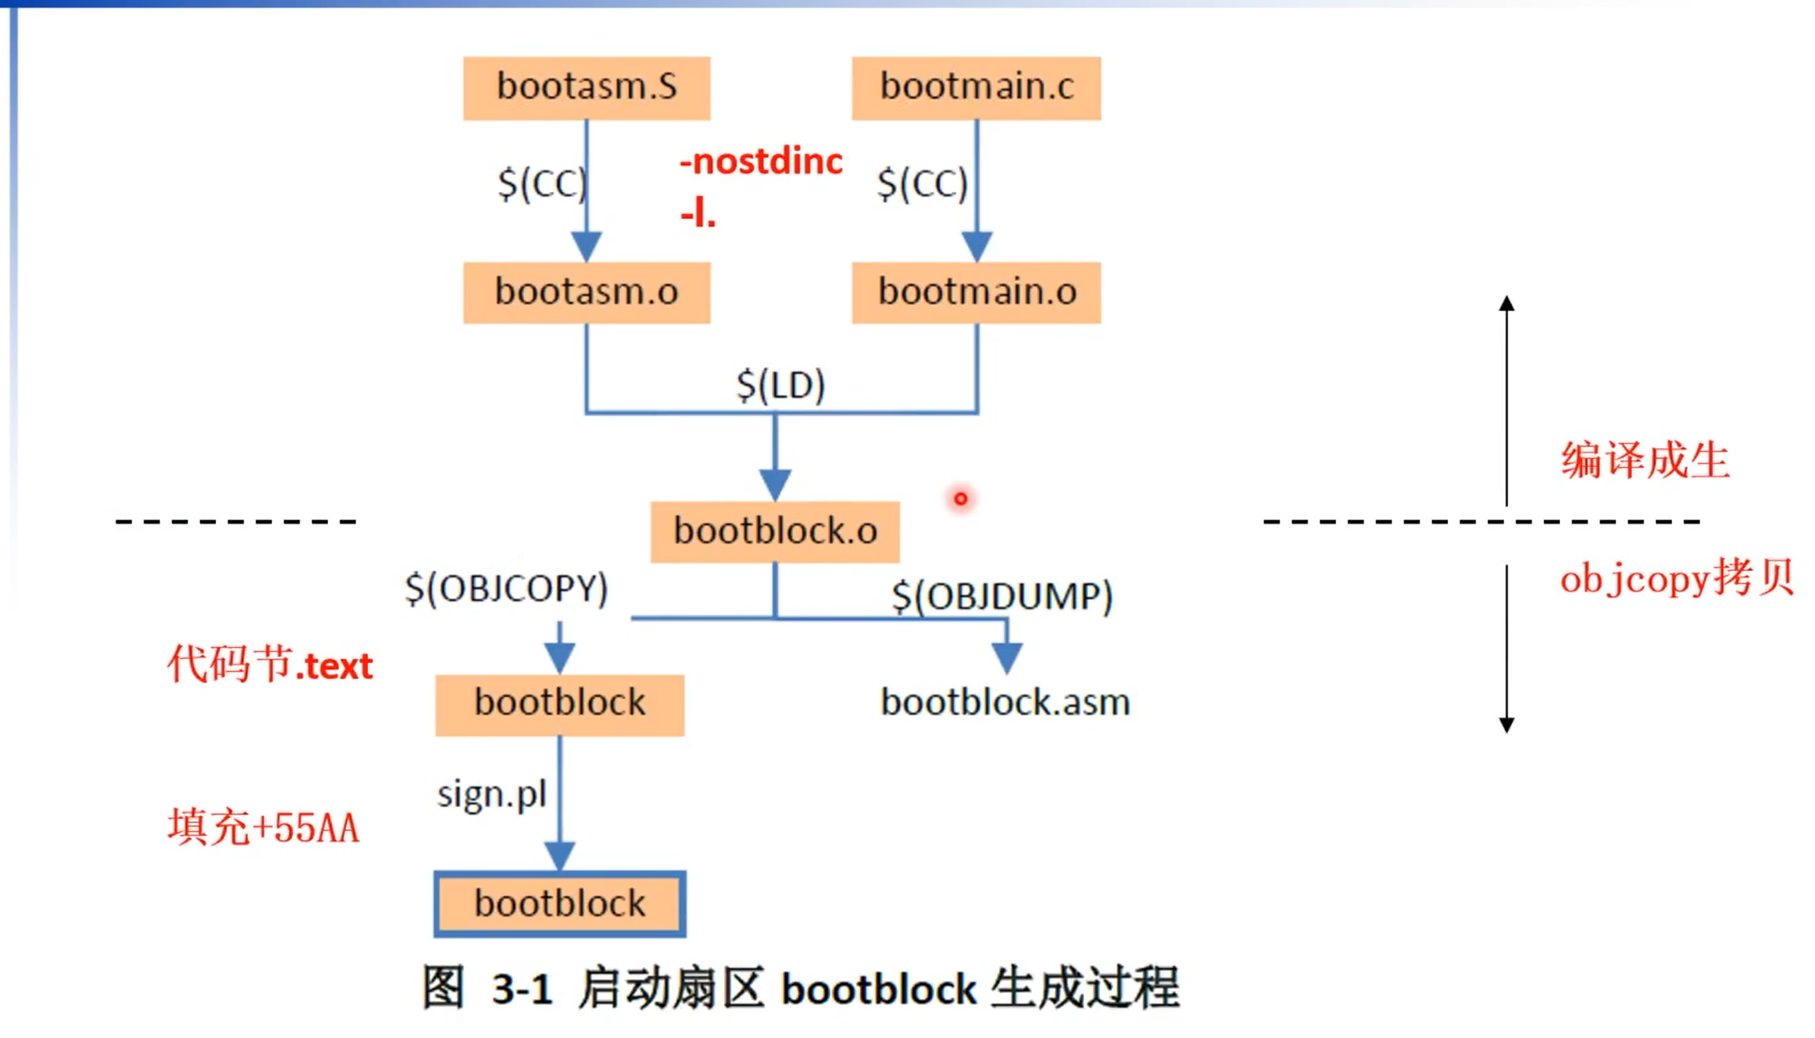 bootasm.S
bootmain.c
$(CC)
-nostdinc
-I.
$(CC)
bootasm.o
bootmain.o
$(LD)
编译成生
bootblock.o
$(OBJCOPY)
$(OBJDUMP)
objcopy拷贝
代码节.text
bootblock
bootblock.asm
sign.pl
填充+55AA
bootblock
图 3-1 启动扇区 bootblock 生成过程